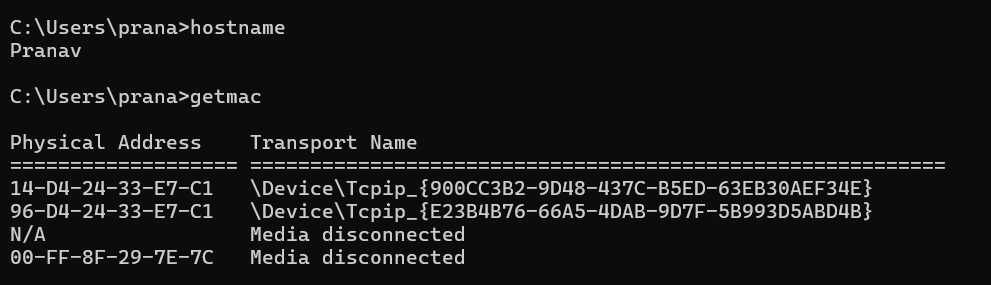 C:\Users\prana>hostname
Pranav
C:\Users\prana>getmac
Physical Address    Transport Name
=================== ==========================================================
14-D4-24-33-E7-C1   \Device\Tcpip_{900CC3B2-9D48-437C-B5ED-63EB30AEF34E}
96-D4-24-33-E7-C1   \Device\Tcpip_{E23B4B76-66A5-4DAB-9D7F-5B993D5ABD4B}
N/A                 Media disconnected
00-FF-8F-29-7E-7C   Media disconnected